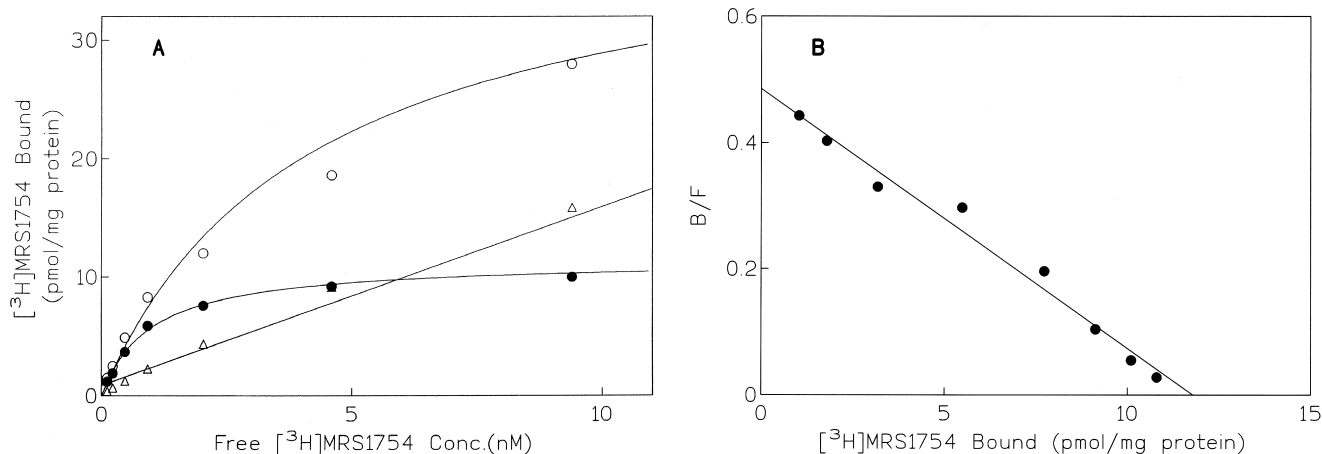 A
30
20
10
0
0
5
10
[³H]MRS1754 Bound
(pmol/mg protein)
Free [³H]MRS1754 Conc.(nM)
B
0.6
0.4
0.2
0
0
5
10
15
B/F
[³H]MRS1754 Bound (pmol/mg protein)